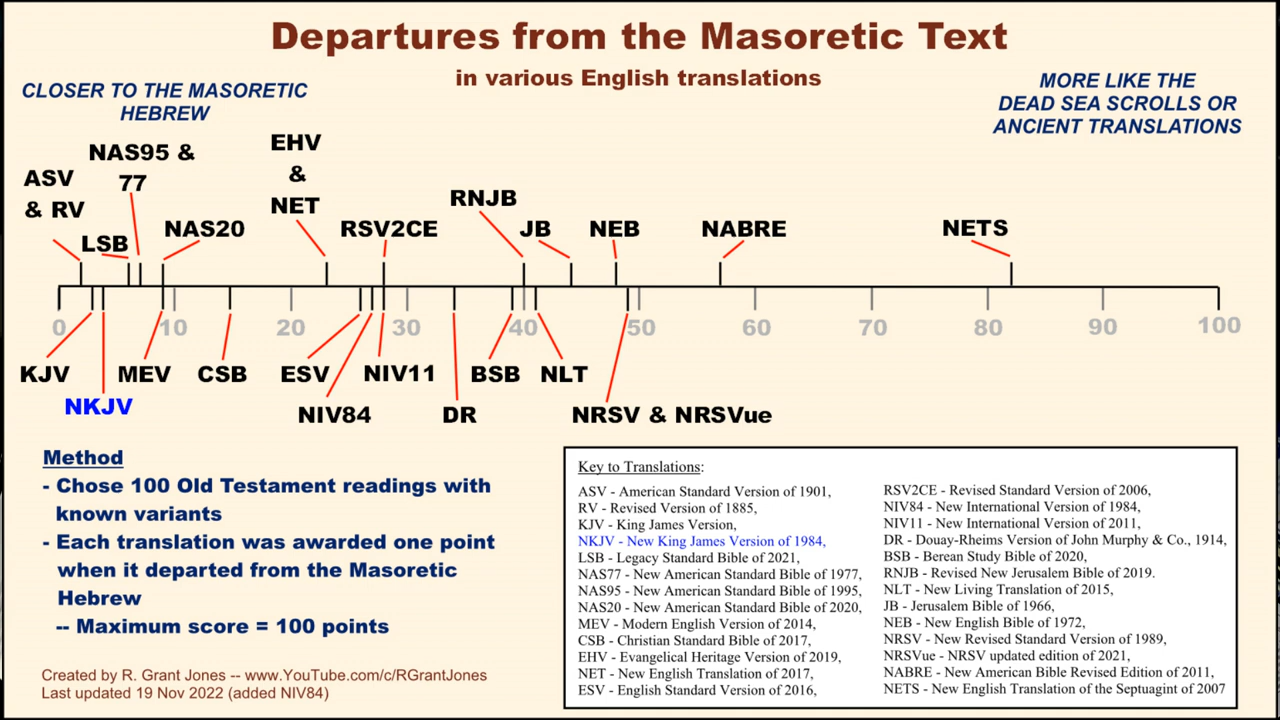 Departures from the Masoretic Text
in various English translations
CLOSER TO THE MASORETIC
HEBREW
MORE LIKE THE
DEAD SEA SCROLLS OR
ANCIENT TRANSLATIONS
ASV
& RV
NAS95 &
77
LSB
NAS20
EHV
&
NET
RSV2CE
RNJB
JB
NEB
NABRE
NETS
0 10 20 30 40 50 60 70 80 90 100
KJV
NKJV
MEV
CSB
ESV
NIV84
NIV11
DR
BSB
NLT
NRSV & NRSVue
Method
- Chose 100 Old Testament readings with
known variants
- Each translation was awarded one point
when it departed from the Masoretic
Hebrew
-- Maximum score = 100 points
Created by R. Grant Jones -- www.YouTube.com/c/RGrantJones
Last updated 19 Nov 2022 (added NIV84)
Key to Translations:
ASV - American Standard Version of 1901,
RV - Revised Version of 1885,
KJV - King James Version,
NKJV - New King James Version of 1984,
LSB - Legacy Standard Bible of 2021,
NAS77 - New American Standard Bible of 1977,
NAS95 - New American Standard Bible of 1995,
NAS20 - New American Standard Bible of 2020,
MEV - Modern English Version of 2014,
CSB - Christian Standard Bible of 2017,
EHV - Evangelical Heritage Version of 2019,
NET - New English Translation of 2017,
ESV - English Standard Version of 2016,
RSV2CE - Revised Standard Version of 2006,
NIV84 - New International Version of 1984,
NIV11 - New International Version of 2011,
DR - Douay-Rheims Version of John Murphy & Co., 1914,
BSB - Berean Study Bible of 2020,
RNJB - Revised New Jerusalem Bible of 2019.
NLT - New Living Translation of 2015,
JB - Jerusalem Bible of 1966,
NEB - New English Bible of 1972,
NRSV - New Revised Standard Version of 1989,
NRSVue - NRSV updated edition of 2021,
NABRE - New American Bible Revised Edition of 2011,
NETS - New English Translation of the Septuagint of 2007